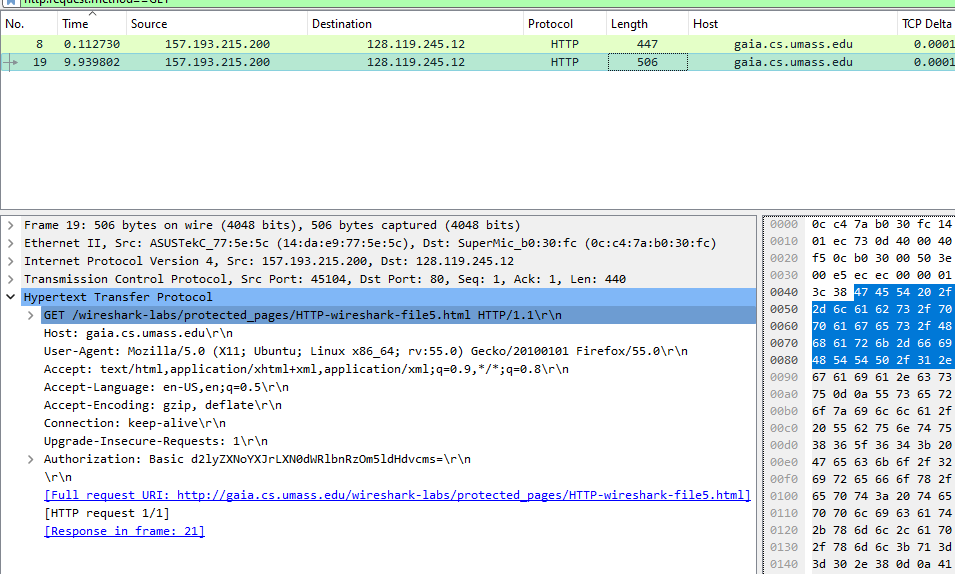 http.request.method==GET
No. Time Source Destination Protocol Length Host TCP Delta
8 0.112730 157.193.215.200 128.119.245.12 HTTP 447 gaia.cs.umass.edu 0.0001
19 9.939802 157.193.215.200 128.119.245.12 HTTP 506 gaia.cs.umass.edu 0.0001
Frame 19: 506 bytes on wire (4048 bits), 506 bytes captured (4048 bits)
Ethernet II, Src: ASUSTekC_77:5e:5c (14:da:e9:77:5e:5c), Dst: SuperMic_b0:30:fc (0c:c4:7a:b0:30:fc)
Internet Protocol Version 4, Src: 157.193.215.200, Dst: 128.119.245.12
Transmission Control Protocol, Src Port: 45104, Dst Port: 80, Seq: 1, Ack: 1, Len: 440
Hypertext Transfer Protocol
GET /wireshark-labs/protected_pages/HTTP-wireshark-file5.html HTTP/1.1\r\n
Host: gaia.cs.umass.edu\r\n
User-Agent: Mozilla/5.0 (X11; Ubuntu; Linux x86_64; rv:55.0) Gecko/20100101 Firefox/55.0\r\n
Accept: text/html,application/xhtml+xml,application/xml;q=0.9,*/*;q=0.8\r\n
Accept-Language: en-US,en;q=0.5\r\n
Accept-Encoding: gzip, deflate\r\n
Connection: keep-alive\r\n
Upgrade-Insecure-Requests: 1\r\n
Authorization: Basic d2lyZXNoYXJrLXN0dWRlbnRzOm5ldHdvcms=\r\n
\r\n
[Full request URI: http://gaia.cs.umass.edu/wireshark-labs/protected_pages/HTTP-wireshark-file5.html]
[HTTP request 1/1]
[Response in frame: 21]
0000 0c c4 7a b0 30 fc 14
0010 01 ec 73 0d 40 00 40
0020 f5 0c b0 30 00 50 3e
0030 00 e5 ec ec 00 00 01
0040 3c 38 47 45 54 20 2f
0050 2d 6c 61 62 73 2f 70
0060 70 61 67 65 73 2f 48
0070 68 61 72 6b 2d 66 69
0080 48 54 54 50 2f 31 2e
0090 67 61 69 61 2e 63 73
00a0 75 0d 0a 55 73 65 72
00b0 6f 7a 69 6c 6c 61 2f
00c0 20 55 62 75 6e 74 75
00d0 38 36 5f 36 34 3b 20
00e0 47 65 63 6b 6f 2f 32
00f0 69 72 65 66 6f 78 2f
0100 65 70 74 3a 20 74 65
0110 70 70 6c 69 63 61 74
0120 2b 78 6d 6c 2c 61 70
0130 2f 78 6d 6c 3b 71 3d
0140 3d 30 2e 38 0d 0a 41